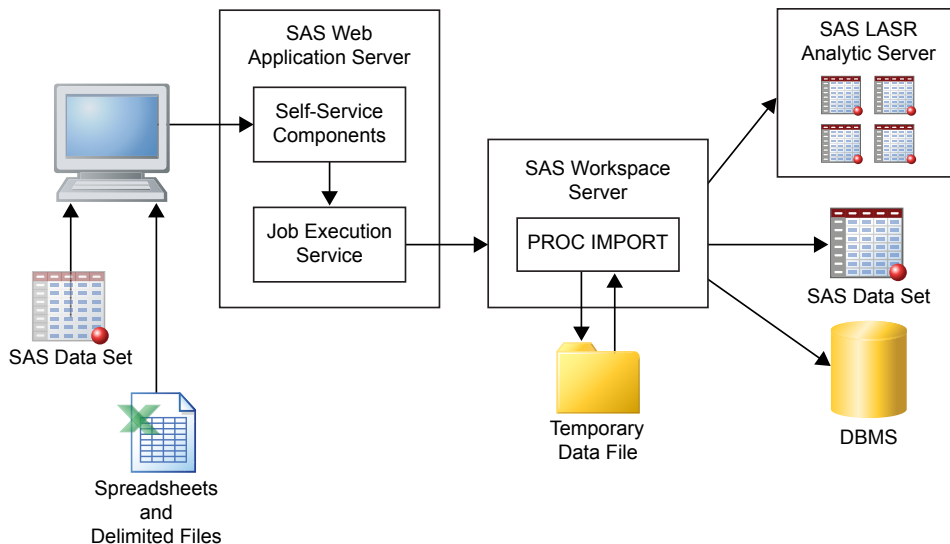 SAS Web
Application Server
Self-Service
Components
Job Execution
Service
SAS Data Set
Spreadsheets
and
Delimited Files
SAS Workspace
Server
PROC IMPORT
Temporary
Data File
SAS LASR
Analytic Server
SAS Data Set
DBMS